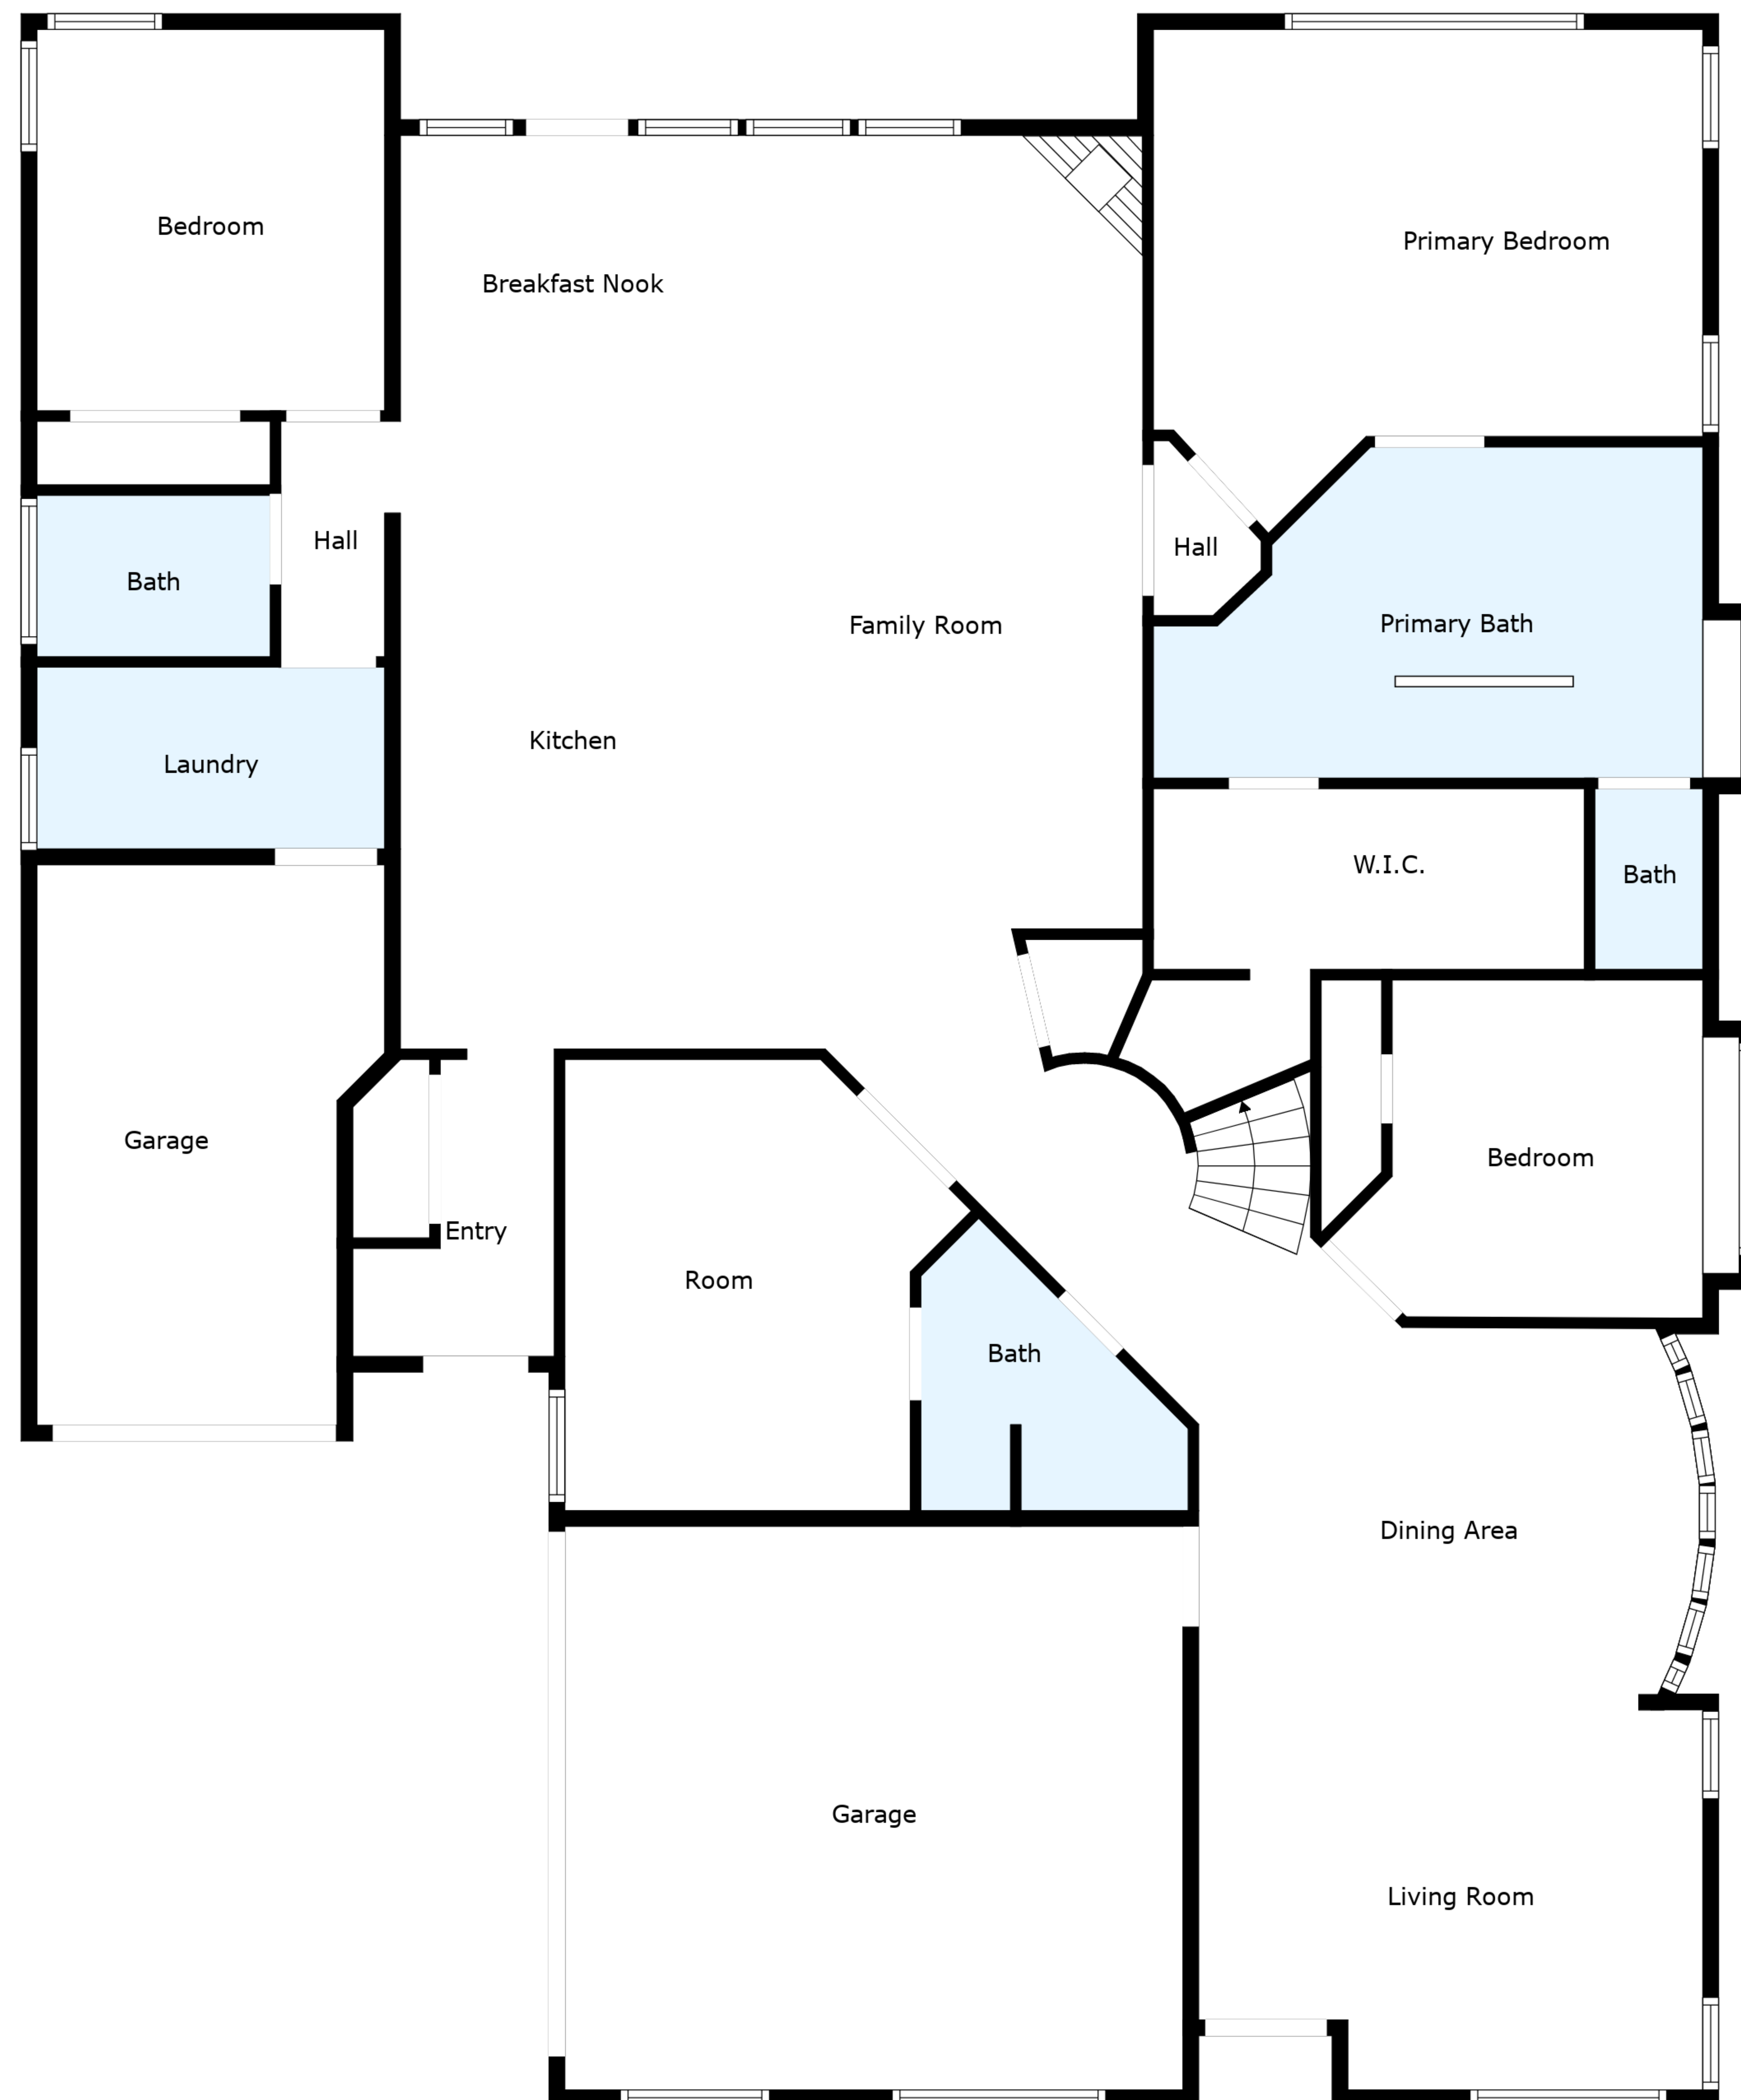 Bedroom
Primary Bedroom
Breakfast Nook
Hall
Hall
Bath
Family Room
Primary Bath
Kitchen
Laundry
W.I.C.
Bath
Garage
Bedroom
Entry
Room
Bath
Dining Area
Garage
Living Room